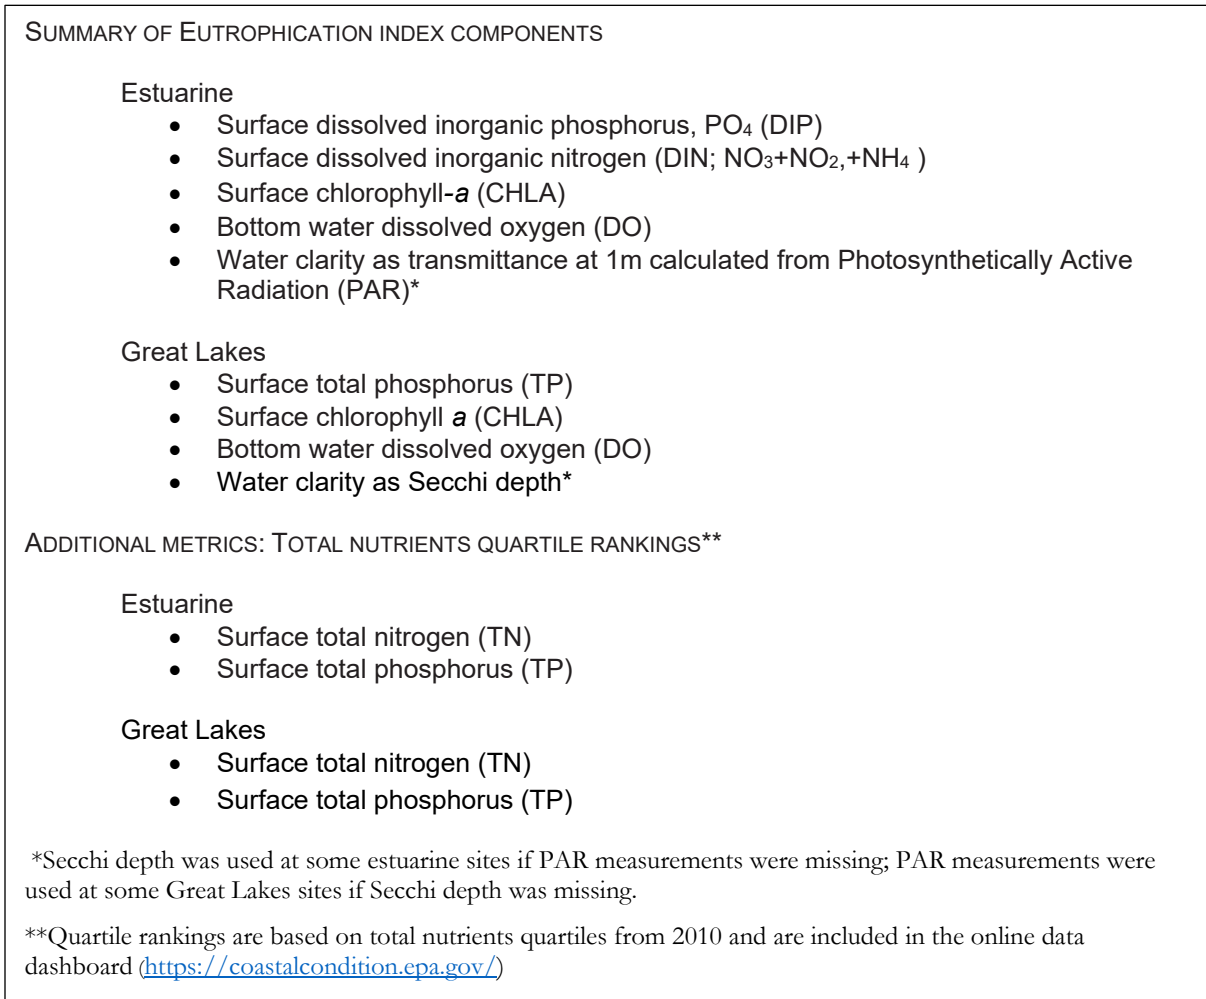 SUMMARY OF EUTROPHICATION INDEX COMPONENTS
Estuarine
• Surface dissolved inorganic phosphorus, PO₄ (DIP)
• Surface dissolved inorganic nitrogen (DIN; NO₃+NO₂,+NH₄ )
• Surface chlorophyll-a (CHLA)
• Bottom water dissolved oxygen (DO)
• Water clarity as transmittance at 1m calculated from Photosynthetically Active
Radiation (PAR)*
Great Lakes
• Surface total phosphorus (TP)
• Surface chlorophyll a (CHLA)
• Bottom water dissolved oxygen (DO)
• Water clarity as Secchi depth*
ADDITIONAL METRICS: TOTAL NUTRIENTS QUARTILE RANKINGS**
Estuarine
• Surface total nitrogen (TN)
• Surface total phosphorus (TP)
Great Lakes
• Surface total nitrogen (TN)
• Surface total phosphorus (TP)
*Secchi depth was used at some estuarine sites if PAR measurements were missing; PAR measurements were
used at some Great Lakes sites if Secchi depth was missing.
**Quartile rankings are based on total nutrients quartiles from 2010 and are included in the online data
dashboard (https://coastalcondition.epa.gov/)